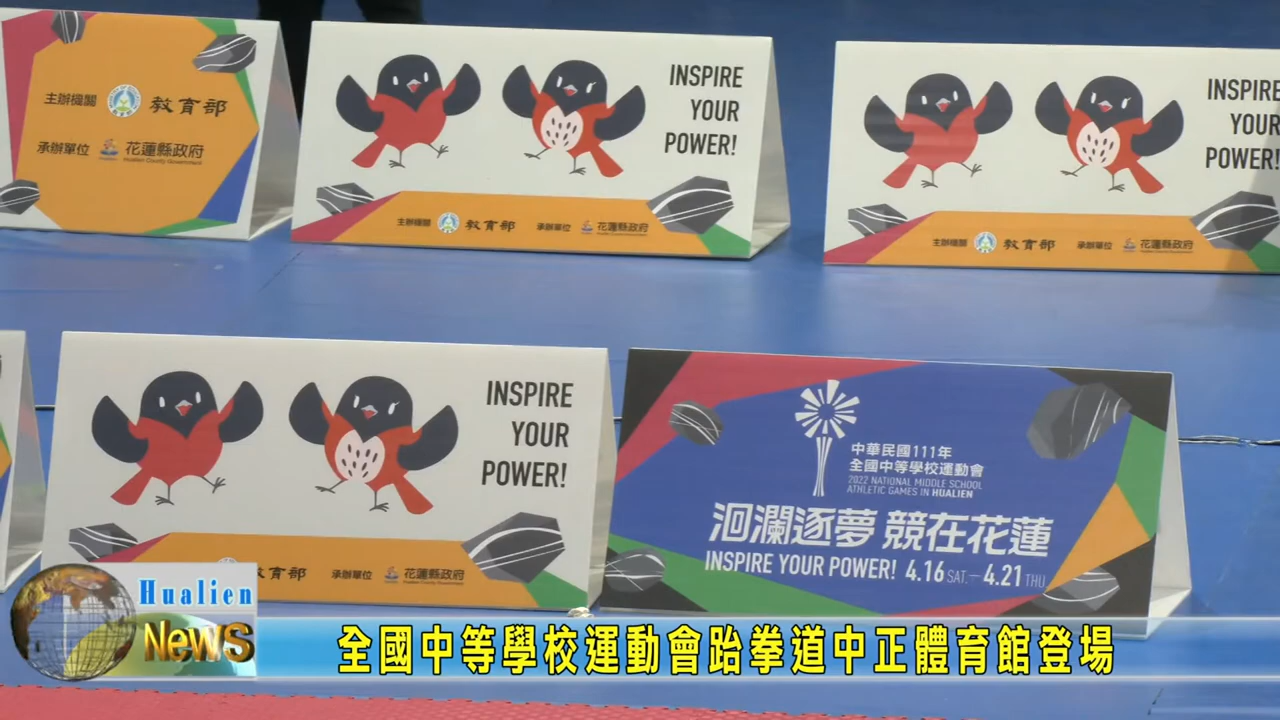 主辦機關 教育部
承辦單位 花蓮縣政府
Hualien County Government
INSPIRE
YOUR
POWER!
主辦機關 教育部 承辦單位 花蓮縣政府
INSPIRE
YOUR
POWER!
主辦機關 教育部 承辦單位 花蓮縣政府
INSPIRE
YOUR
POWER!
教育部 承辦單位 花蓮縣政府
中華民國111年
全國中等學校運動會
2022 NATIONAL MIDDLE SCHOOL
ATHLETIC GAMES IN HUALIEN
洄瀾逐夢 競在花蓮
INSPIRE YOUR POWER! 4.16 SAT.－4.21 THU
Hualien
News
全國中等學校運動會跆拳道中正體育館登場